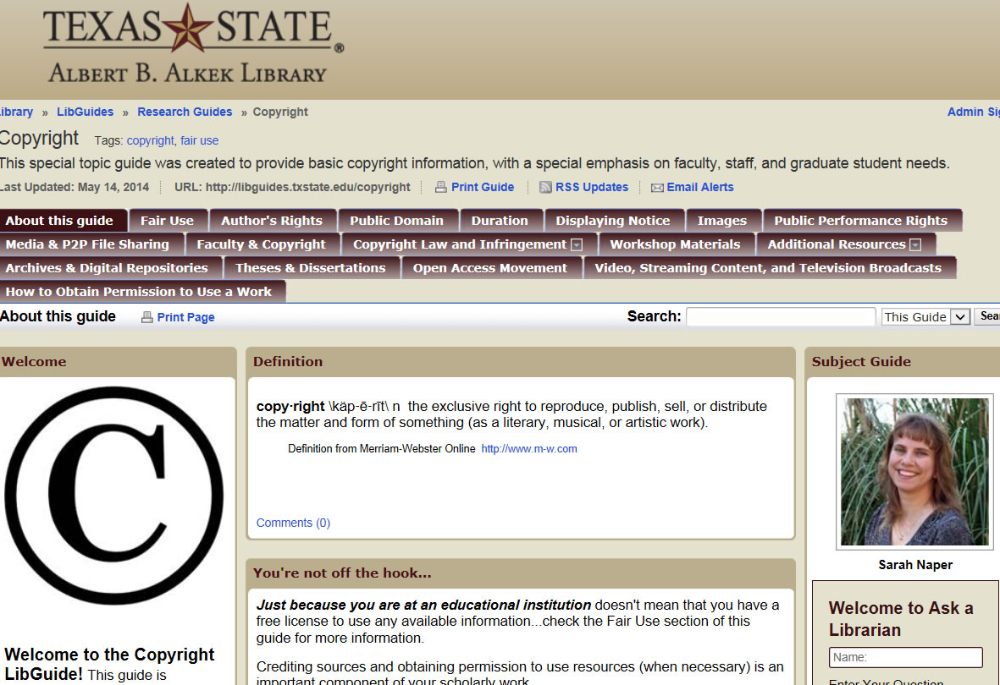 TEXAS STATE®
ALBERT B. ALKEK LIBRARY
» LibGuides » Research Guides » Copyright Admin
Copyright Tags: copyright, fair use
This special topic guide was created to provide basic copyright information, with a special emphasis on faculty, staff, and graduate student needs.
Last Updated: May 14, 2014 URL: http://libguides.txstate.edu/copyright Print Guide RSS Updates Email Alerts
About this guide Fair Use Author's Rights Public Domain Duration Displaying Notice Images Public Performance Rights
Media & P2P File Sharing Faculty & Copyright Copyright Law and Infringement Workshop Materials Additional Resources
Archives & Digital Repositories Theses & Dissertations Open Access Movement Video, Streaming Content, and Television Broadcasts
How to Obtain Permission to Use a Work
About this guide Print Page Search: This Guide
Welcome
C
Welcome to the Copyright
LibGuide! This guide is
Definition
copy·right \käp-ē-rīt\ n the exclusive right to reproduce, publish, sell, or distribute
the matter and form of something (as a literary, musical, or artistic work).
Definition from Merriam-Webster Online http://www.m-w.com
Comments (0)
You're not off the hook...
Just because you are at an educational institution doesn't mean that you have a
free license to use any available information...check the Fair Use section of this
guide for more information.
Crediting sources and obtaining permission to use resources (when necessary) is an
important component of your scholarly work
Subject Guide
Sarah Naper
Welcome to Ask a
Librarian
Name:
Enter Your Question